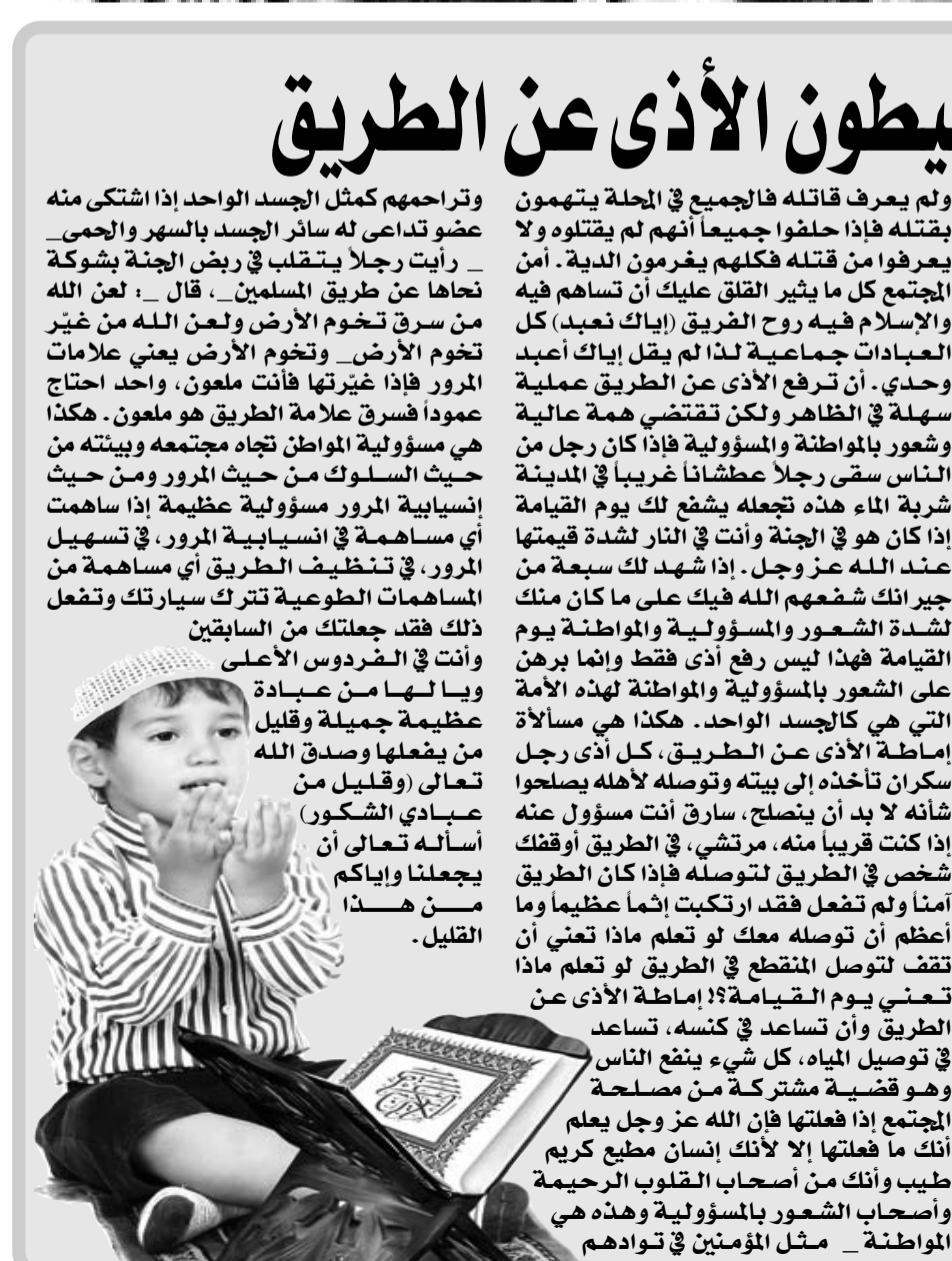 يطون الأذى عن الطريق
ولم يعرف قاتله فالجميع في المحلة يتهمون
بقتله فإذا حلفوا جميعاً أنهم لم يقتلوه ولا
يعرفوا من قتله فكلهم يغرمون الدية. أمن
المجتمع كل ما يثير القلق عليك أن تساهم فيه
والإسلام فيه روح الفريق (إياك نعبد) كل
العبادات جماعية لذا لم يقل إياك أعبد
وحدي. أن ترفع الأذى عن الطريق عملية
سهلة في الظاهر ولكن تقتضي همة عالية
وشعور بالمواطنة والمسؤولية فإذا كان رجل من
الناس سقى رجلاً عطشاناً غريباً في المدينة
شربة الماء هذه تجعله يشفع لك يوم القيامة
إذا كان هو في الجنة وأنت في النار لشدة قيمتها
عند الله عز وجل. إذا شهد لك سبعة من
جيرانك شفعهم الله فيك على ما كان منك
لشدة الشعور والمسؤولية والمواطنة يوم
القيامة فهذا ليس رفع أذى فقط وإنما برهن
على الشعور بالمسؤولية والمواطنة لهذه الأمة
التي هي كالجسد الواحد. هكذا هي مسألأة
إماطة الأذى عن الطريق، كل أذى رجل
سكران تأخذه إلى بيته وتوصله لأهله يصلحوا
شأنه لا بد أن ينصلح، سارق أنت مسؤول عنه
إذا كنت قريباً منه، مرتشي، في الطريق أوقفك
شخص في الطريق لتوصله فإذا كان الطريق
آمناً ولم تفعل فقد ارتكبت إثماً عظيماً وما
أعظم أن توصله معك لو تعلم ماذا تعني أن
تقف لتوصل المنقطع في الطريق لو تعلم ماذا
تعني يوم القيامة؟! إماطة الأذى عن
الطريق وأن تساعد في كنسه، تساعد
في توصيل المياه، كل شيء ينفع الناس
وهو قضية مشتركة من مصلحة
المجتمع إذا فعلتها فإن الله عز وجل يعلم
أنك ما فعلتها إلا لأنك إنسان مطيع كريم
طيب وأنك من أصحاب القلوب الرحيمة
وأصحاب الشعور بالمسؤولية وهذه هي
المواطنة _ مثل المؤمنين في توادهم
وتراحمهم كمثل الجسد الواحد إذا اشتكى منه
عضو تداعى له سائر الجسد بالسهر والحمى_
_ رأيت رجلاً يتقلب في ربض الجنة بشوكة
نحاها عن طريق المسلمين_، قال _: لعن الله
من سرق تخوم الأرض ولعن الله من غيّر
تخوم الأرض_ وتخوم الأرض يعني علامات
المرور فإذا غيّرتها فأنت ملعون، واحد احتاج
عموداً فسرق علامة الطريق هو ملعون. هكذا
هي مسؤولية المواطن تجاه مجتمعه وبيئته من
حيث السلوك من حيث المرور ومن حيث
إنسيابية المرور مسؤولية عظيمة إذا ساهمت
أي مساهمة في انسيابية المرور، في تسهيل
المرور، في تنظيف الطريق أي مساهمة من
المساهمات الطوعية تترك سيارتك وتفعل
ذلك فقد جعلتك من السابقين
وأنت في الفردوس الأعلى
ويا لها من عبادة
عظيمة جميلة وقليل
من يفعلها وصدق الله
تعالى (وقليل من
عبادي الشكور)
أسأله تعالى أن
يجعلنا وإياكم
من هذا
القليل.